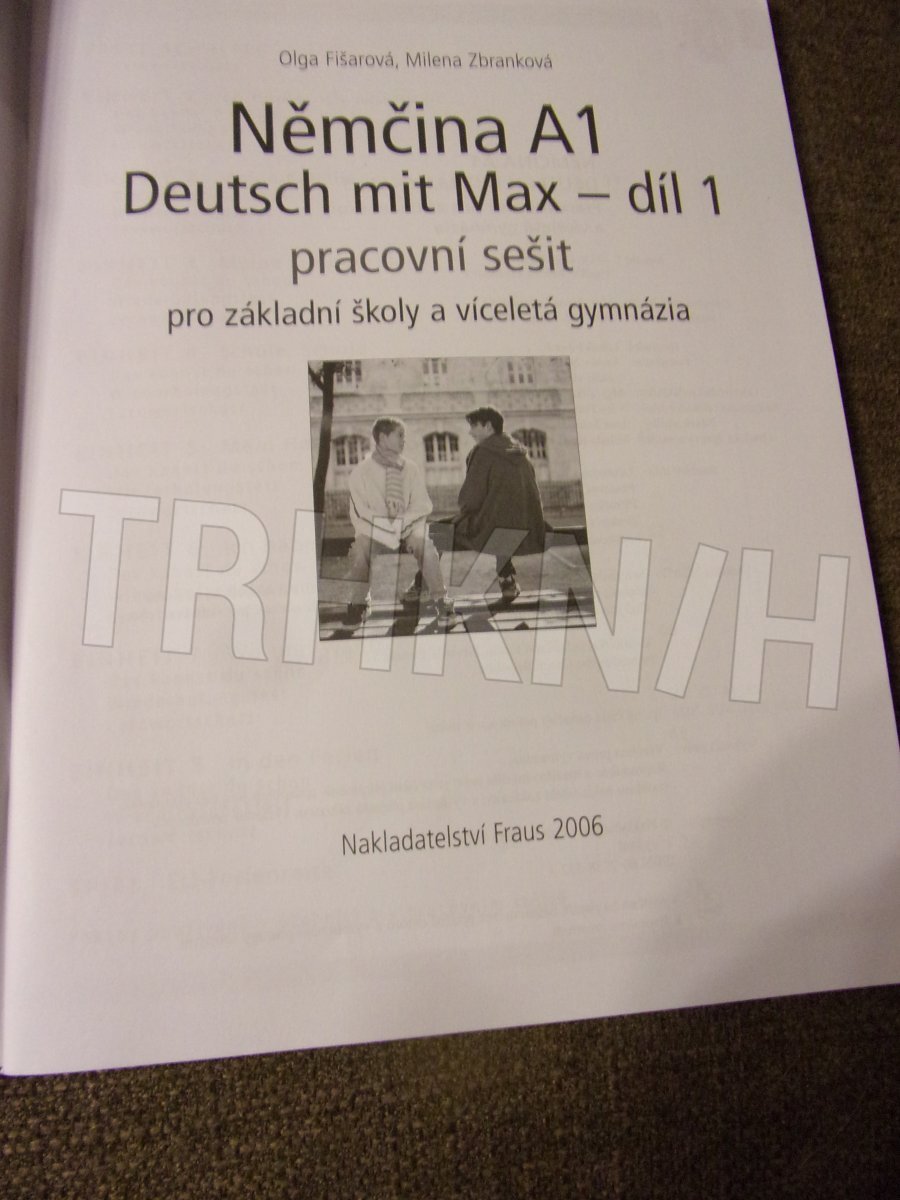 Olga Fišarová, Milena Zbranková
Němčina A1
Deutsch mit Max – díl 1
pracovní sešit
pro základní školy a víceletá gymnázia
Nakladatelství Fraus 2006